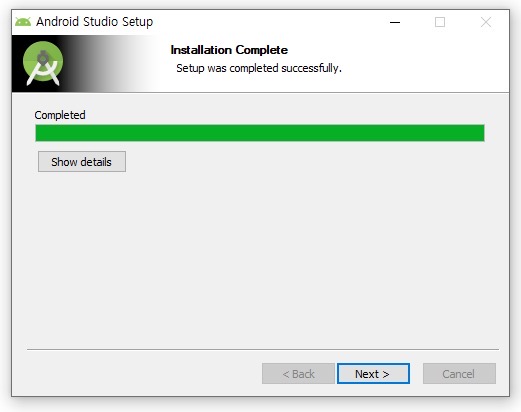 Android Studio Setup
Installation Complete
Setup was completed successfully.
Completed
Show details
< Back
Next >
Cancel